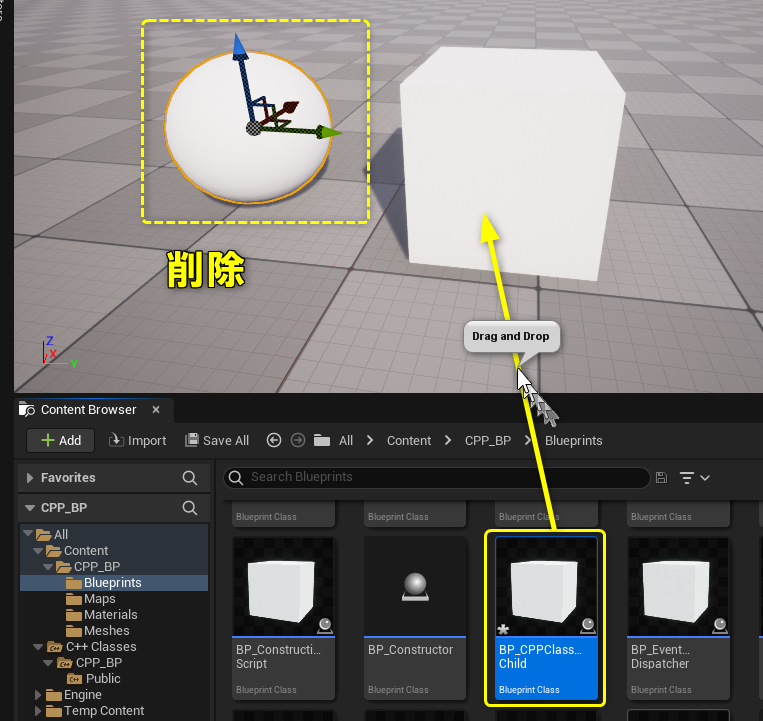 削除
Drag and Drop
Z
X
Y
Content Browser
Add
Import
Save All
All
Content
CPP_BP
Blueprints
Favorites
CPP_BP
All
Content
CPP_BP
Blueprints
Maps
Materials
Meshes
C++ Classes
CPP_BP
Public
Engine
Temp Content
Search Blueprints
Blueprint Class
Blueprint Class
Blueprint Class
Blueprint Class
BP_Constructi...
Script
Blueprint Class
BP_Constructor
Blueprint Class
BP_CPPClass...
Child
Blueprint Class
BP_Event...
Dispatcher
Blueprint Class